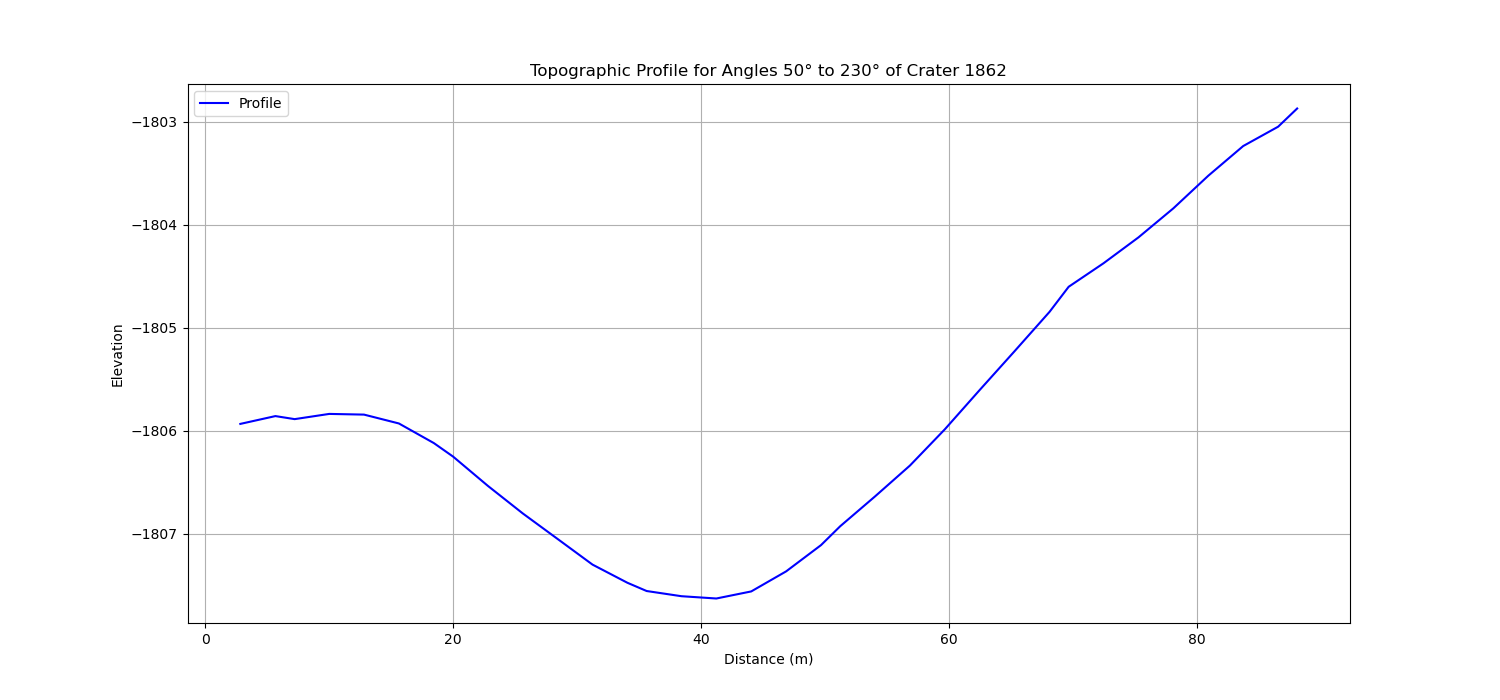 Topographic Profile for Angles 50° to 230° of Crater 1862
Profile
−1803
−1804
−1805
−1806
−1807
Elevation
0 20 40 60 80
Distance (m)